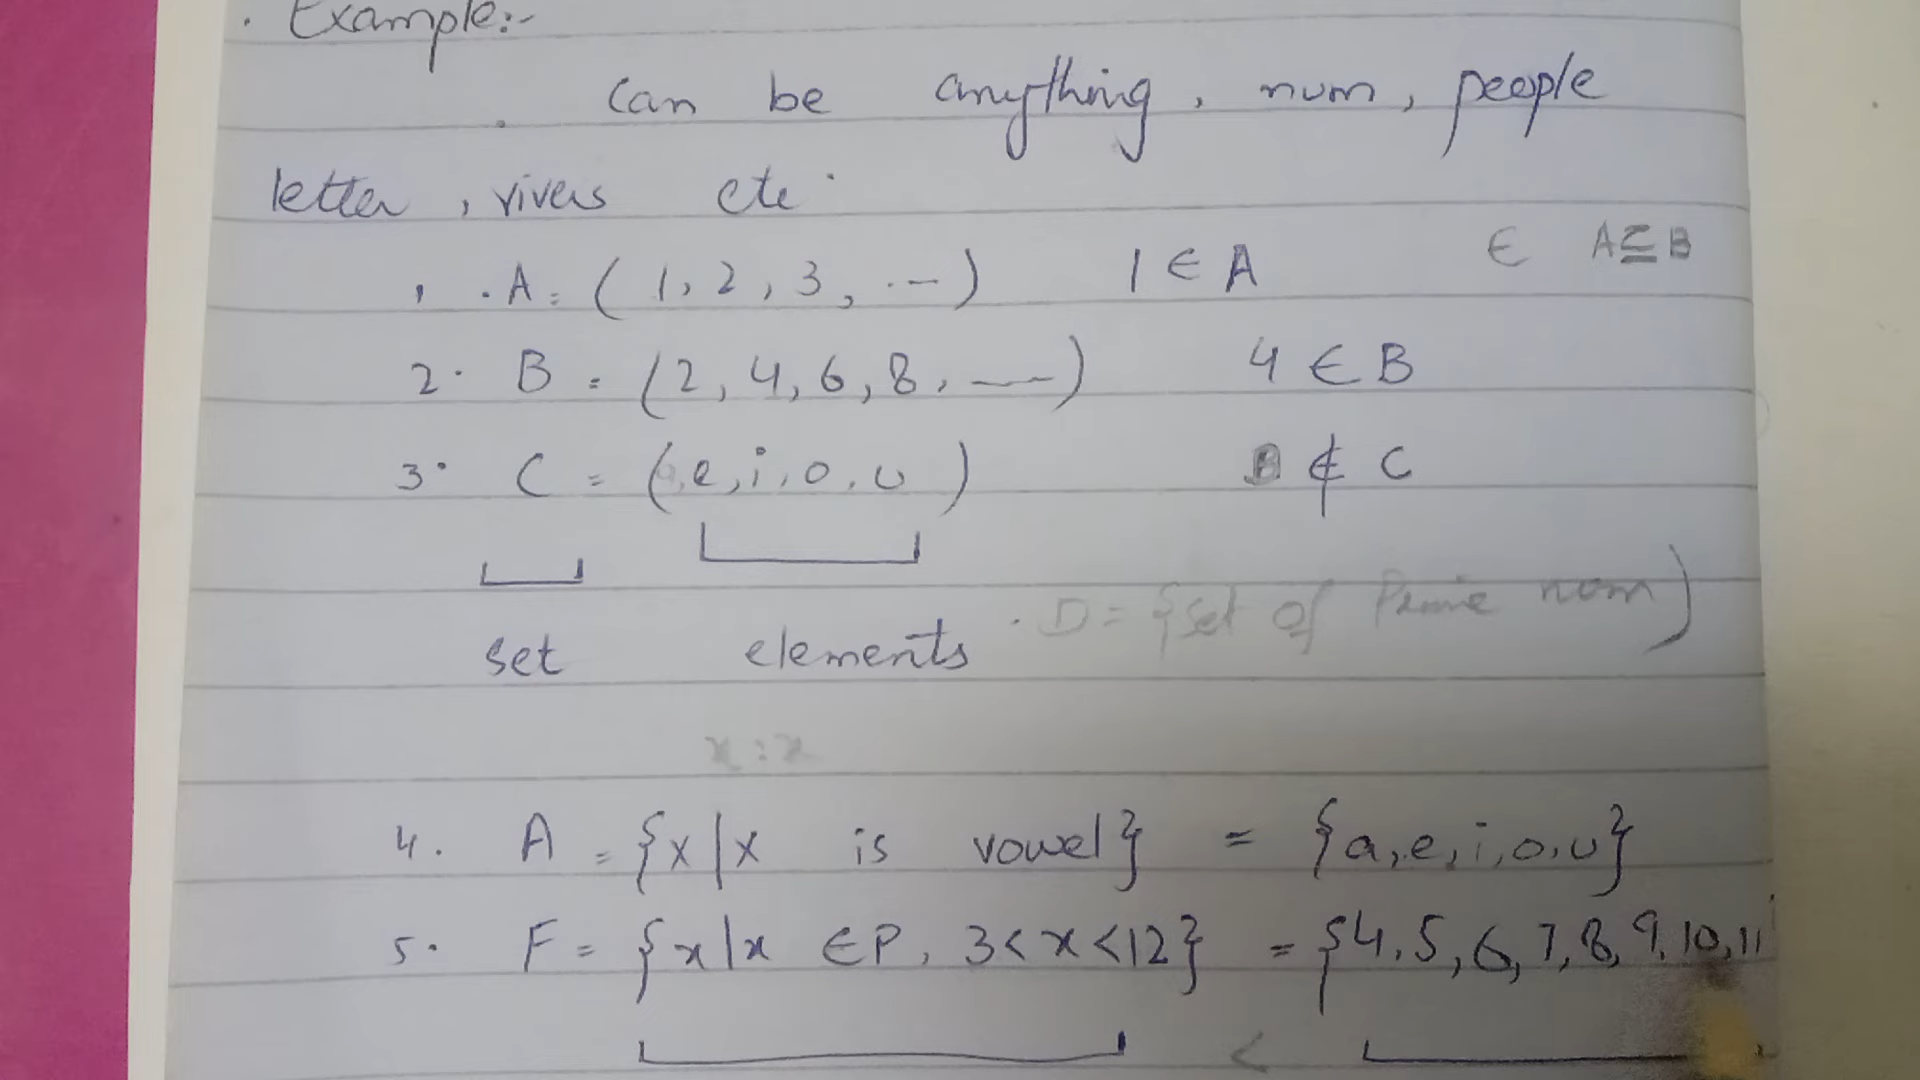 . Example:-
. Can be anything, num, people
letter, rivers etc.
1. A = (1, 2, 3, ...) 1 ∈ A ∈ A ⊆ B
2. B = (2, 4, 6, 8, ...) 4 ∈ B
3. C = (a, e, i, o, u) B ∉ C
set elements . D = {Set of Prime num)
x : x
4. A = {x|x is vowel} = {a, e, i, o, u}
5. F = {x|x ∈ P, 3 < x < 12} = {4, 5, 6, 7, 8, 9, 10, 11
<